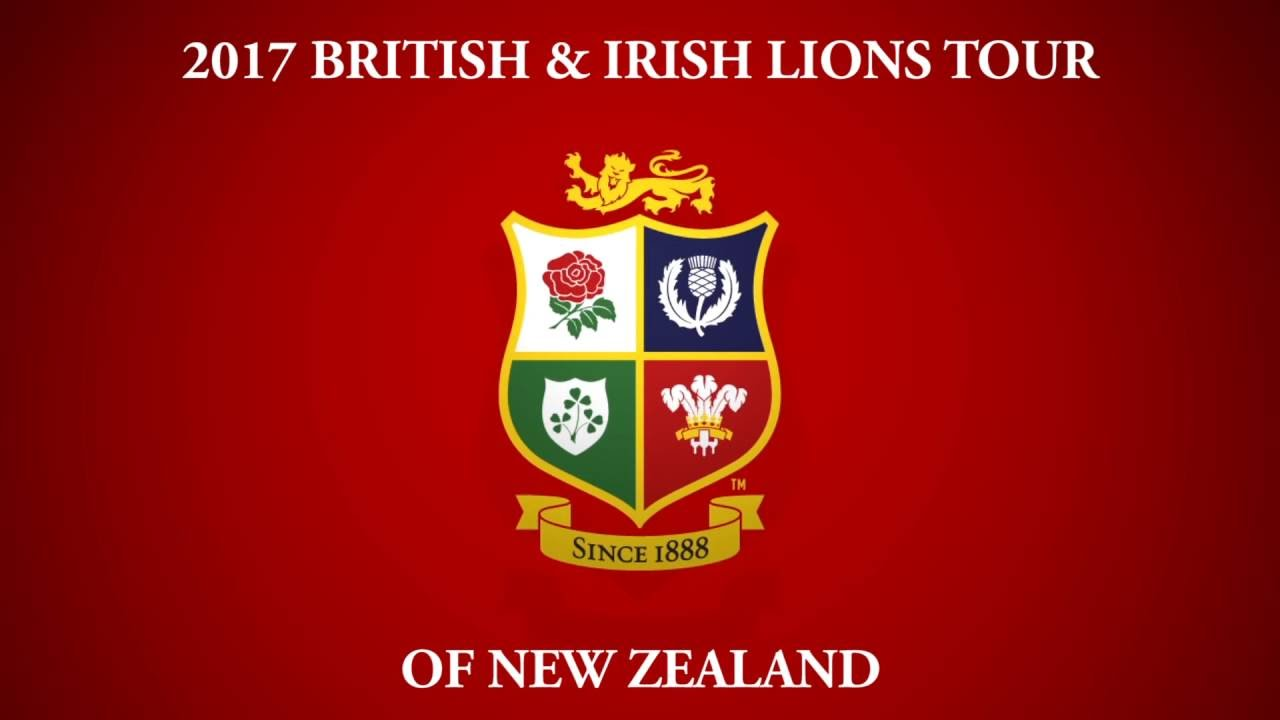 2017 BRITISH & IRISH LIONS TOUR
TM
SINCE 1888
OF NEW ZEALAND